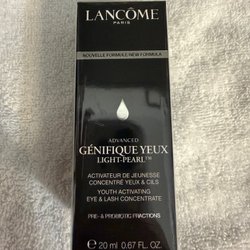 LANCÔME
PARIS
NOUVELLE FORMULE/NEW FORMULA
ADVANCED
GÉNIFIQUE YEUX
LIGHT-PEARL™
ACTIVATEUR DE JEUNESSE
CONCENTRÉ YEUX & CILS
YOUTH ACTIVATING
EYE & LASH CONCENTRATE
PRE- & PROBIOTIC FRACTIONS
℮ 20 ml 0.67 FL. OZ.